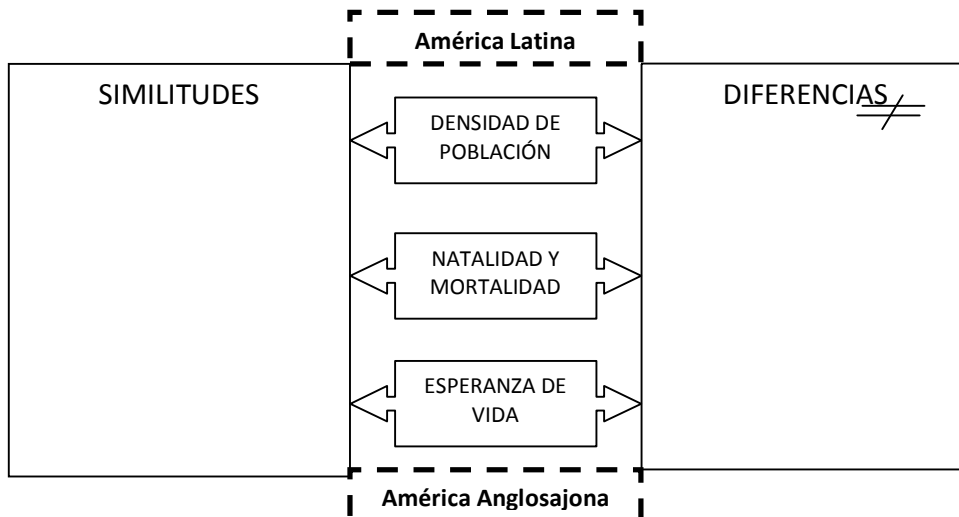 América Latina
SIMILITUDES
DIFERENCIAS
DENSIDAD DE
POBLACIÓN
NATALIDAD Y
MORTALIDAD
ESPERANZA DE
VIDA
América Anglosajona